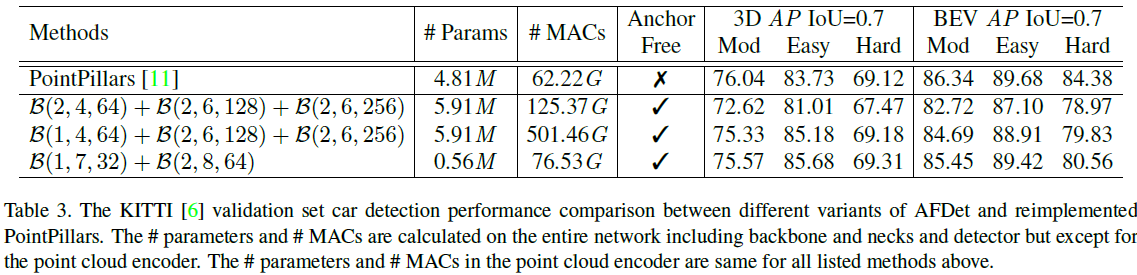 Methods # Params # MACs Anchor Free 3D AP IoU=0.7 BEV AP IoU=0.7
Mod Easy Hard Mod Easy Hard
PointPillars [11] 4.81M 62.22G ✗ 76.04 83.73 69.12 86.34 89.68 84.38
B(2, 4, 64) + B(2, 6, 128) + B(2, 6, 256) 5.91M 125.37G ✓ 72.62 81.01 67.47 82.72 87.10 78.97
B(1, 4, 64) + B(2, 6, 128) + B(2, 6, 256) 5.91M 501.46G ✓ 75.33 85.18 69.18 84.69 88.91 79.83
B(1, 7, 32) + B(2, 8, 64) 0.56M 76.53G ✓ 75.57 85.68 69.31 85.45 89.42 80.56
Table 3. The KITTI [6] validation set car detection performance comparison between different variants of AFDet and reimplemented
PointPillars. The # parameters and # MACs are calculated on the entire network including backbone and necks and detector but except for
the point cloud encoder. The # parameters and # MACs in the point cloud encoder are same for all listed methods above.